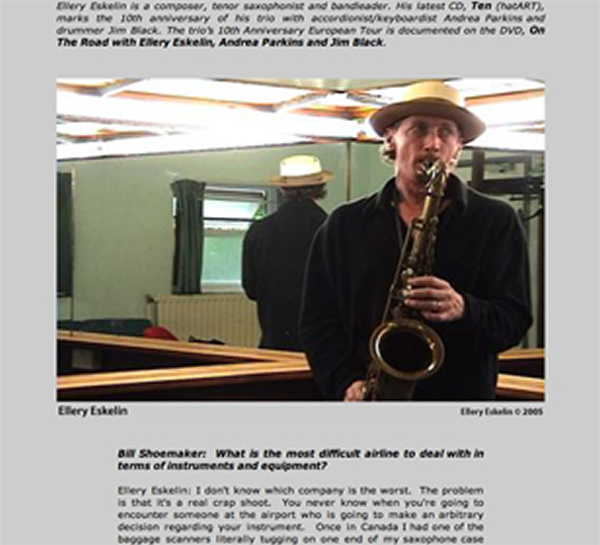 Ellery Eskelin is a composer, tenor saxophonist and bandleader. His latest CD, Ten (hatART),
marks the 10th anniversary of his trio with accordionist/keyboardist Andrea Parkins and
drummer Jim Black. The trio's 10th Anniversary European Tour is documented on the DVD, On
The Road with Ellery Eskelin, Andrea Parkins and Jim Black.
Ellery Eskelin
Ellery Eskelin © 2005
Bill Shoemaker: What is the most difficult airline to deal with in
terms of instruments and equipment?
Ellery Eskelin: I don't know which company is the worst. The problem
is that it's a real crap shoot. You never know when you're going to
encounter someone at the airport who is going to make an arbitrary
decision regarding your instrument. Once in Canada I had one of the
baggage scanners literally tugging on one end of my saxophone case